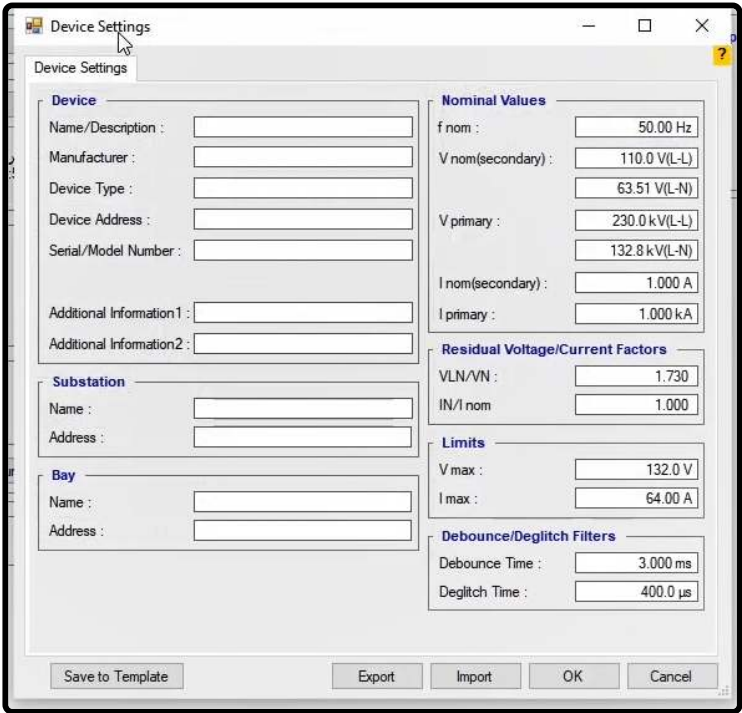 Device Settings
?
Device Settings
Device
Name/Description :
Manufacturer :
Device Type :
Device Address :
Serial/Model Number :
Additional Information1 :
Additional Information2 :
Substation
Name :
Address :
Bay
Name :
Address :
Nominal Values
f nom : 50.00 Hz
V nom(secondary) : 110.0 V(L-L)
63.51 V(L-N)
V primary : 230.0 kV(L-L)
132.8 kV(L-N)
I nom(secondary) : 1.000 A
I primary : 1.000 kA
Residual Voltage/Current Factors
VLN/VN : 1.730
IN/I nom 1.000
Limits
V max : 132.0 V
I max : 64.00 A
Debounce/Deglitch Filters
Debounce Time : 3.000 ms
Deglitch Time : 400.0 µs
Save to Template Export Import OK Cancel